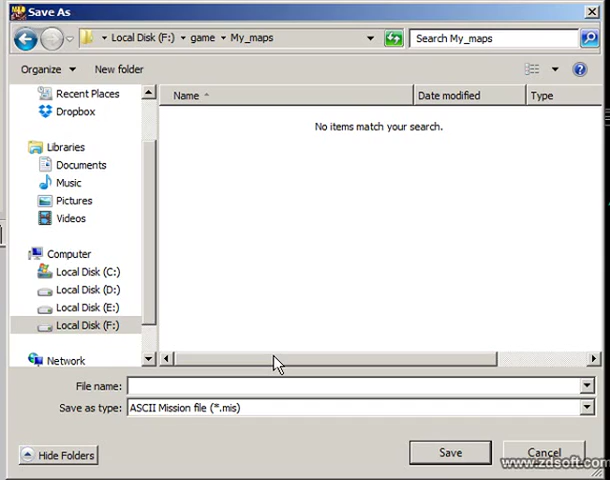 Save As
Local Disk (F:) game My_maps Search My_maps
Organize New folder
Name Date modified Type
No items match your search.
Recent Places
Dropbox
Libraries
Documents
Music
Pictures
Videos
Computer
Local Disk (C:)
Local Disk (D:)
Local Disk (E:)
Local Disk (F:)
Network
File name:
Save as type: ASCII Mission file (*.mis)
Hide Folders Save Cancel
www.zdsoft.com